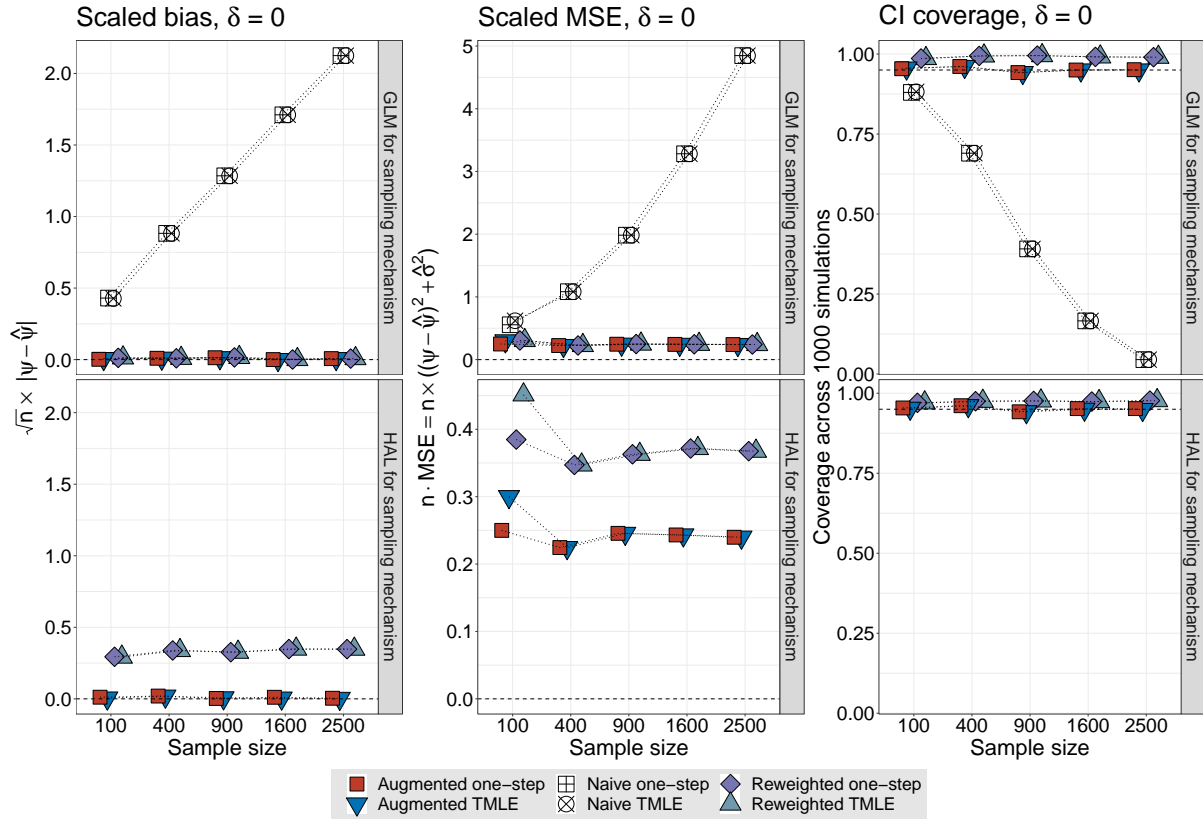 Scaled bias, δ = 0
√n × |ψ − ψ̂|
2.0
1.5
1.0
0.5
0.0
GLM for sampling mechanism
2.0
1.5
1.0
0.5
0.0
HAL for sampling mechanism
100 400 900 1600 2500
Sample size
Scaled MSE, δ = 0
n · MSE = n × ((ψ − ψ̂)² + σ̂²)
5
4
3
2
1
0
GLM for sampling mechanism
0.4
0.3
0.2
0.1
0.0
HAL for sampling mechanism
100 400 900 1600 2500
Sample size
CI coverage, δ = 0
Coverage across 1000 simulations
1.00
0.75
0.50
0.25
0.00
GLM for sampling mechanism
1.00
0.75
0.50
0.25
0.00
HAL for sampling mechanism
100 400 900 1600 2500
Sample size
Augmented one−step Naive one−step Reweighted one−step
Augmented TMLE Naive TMLE Reweighted TMLE